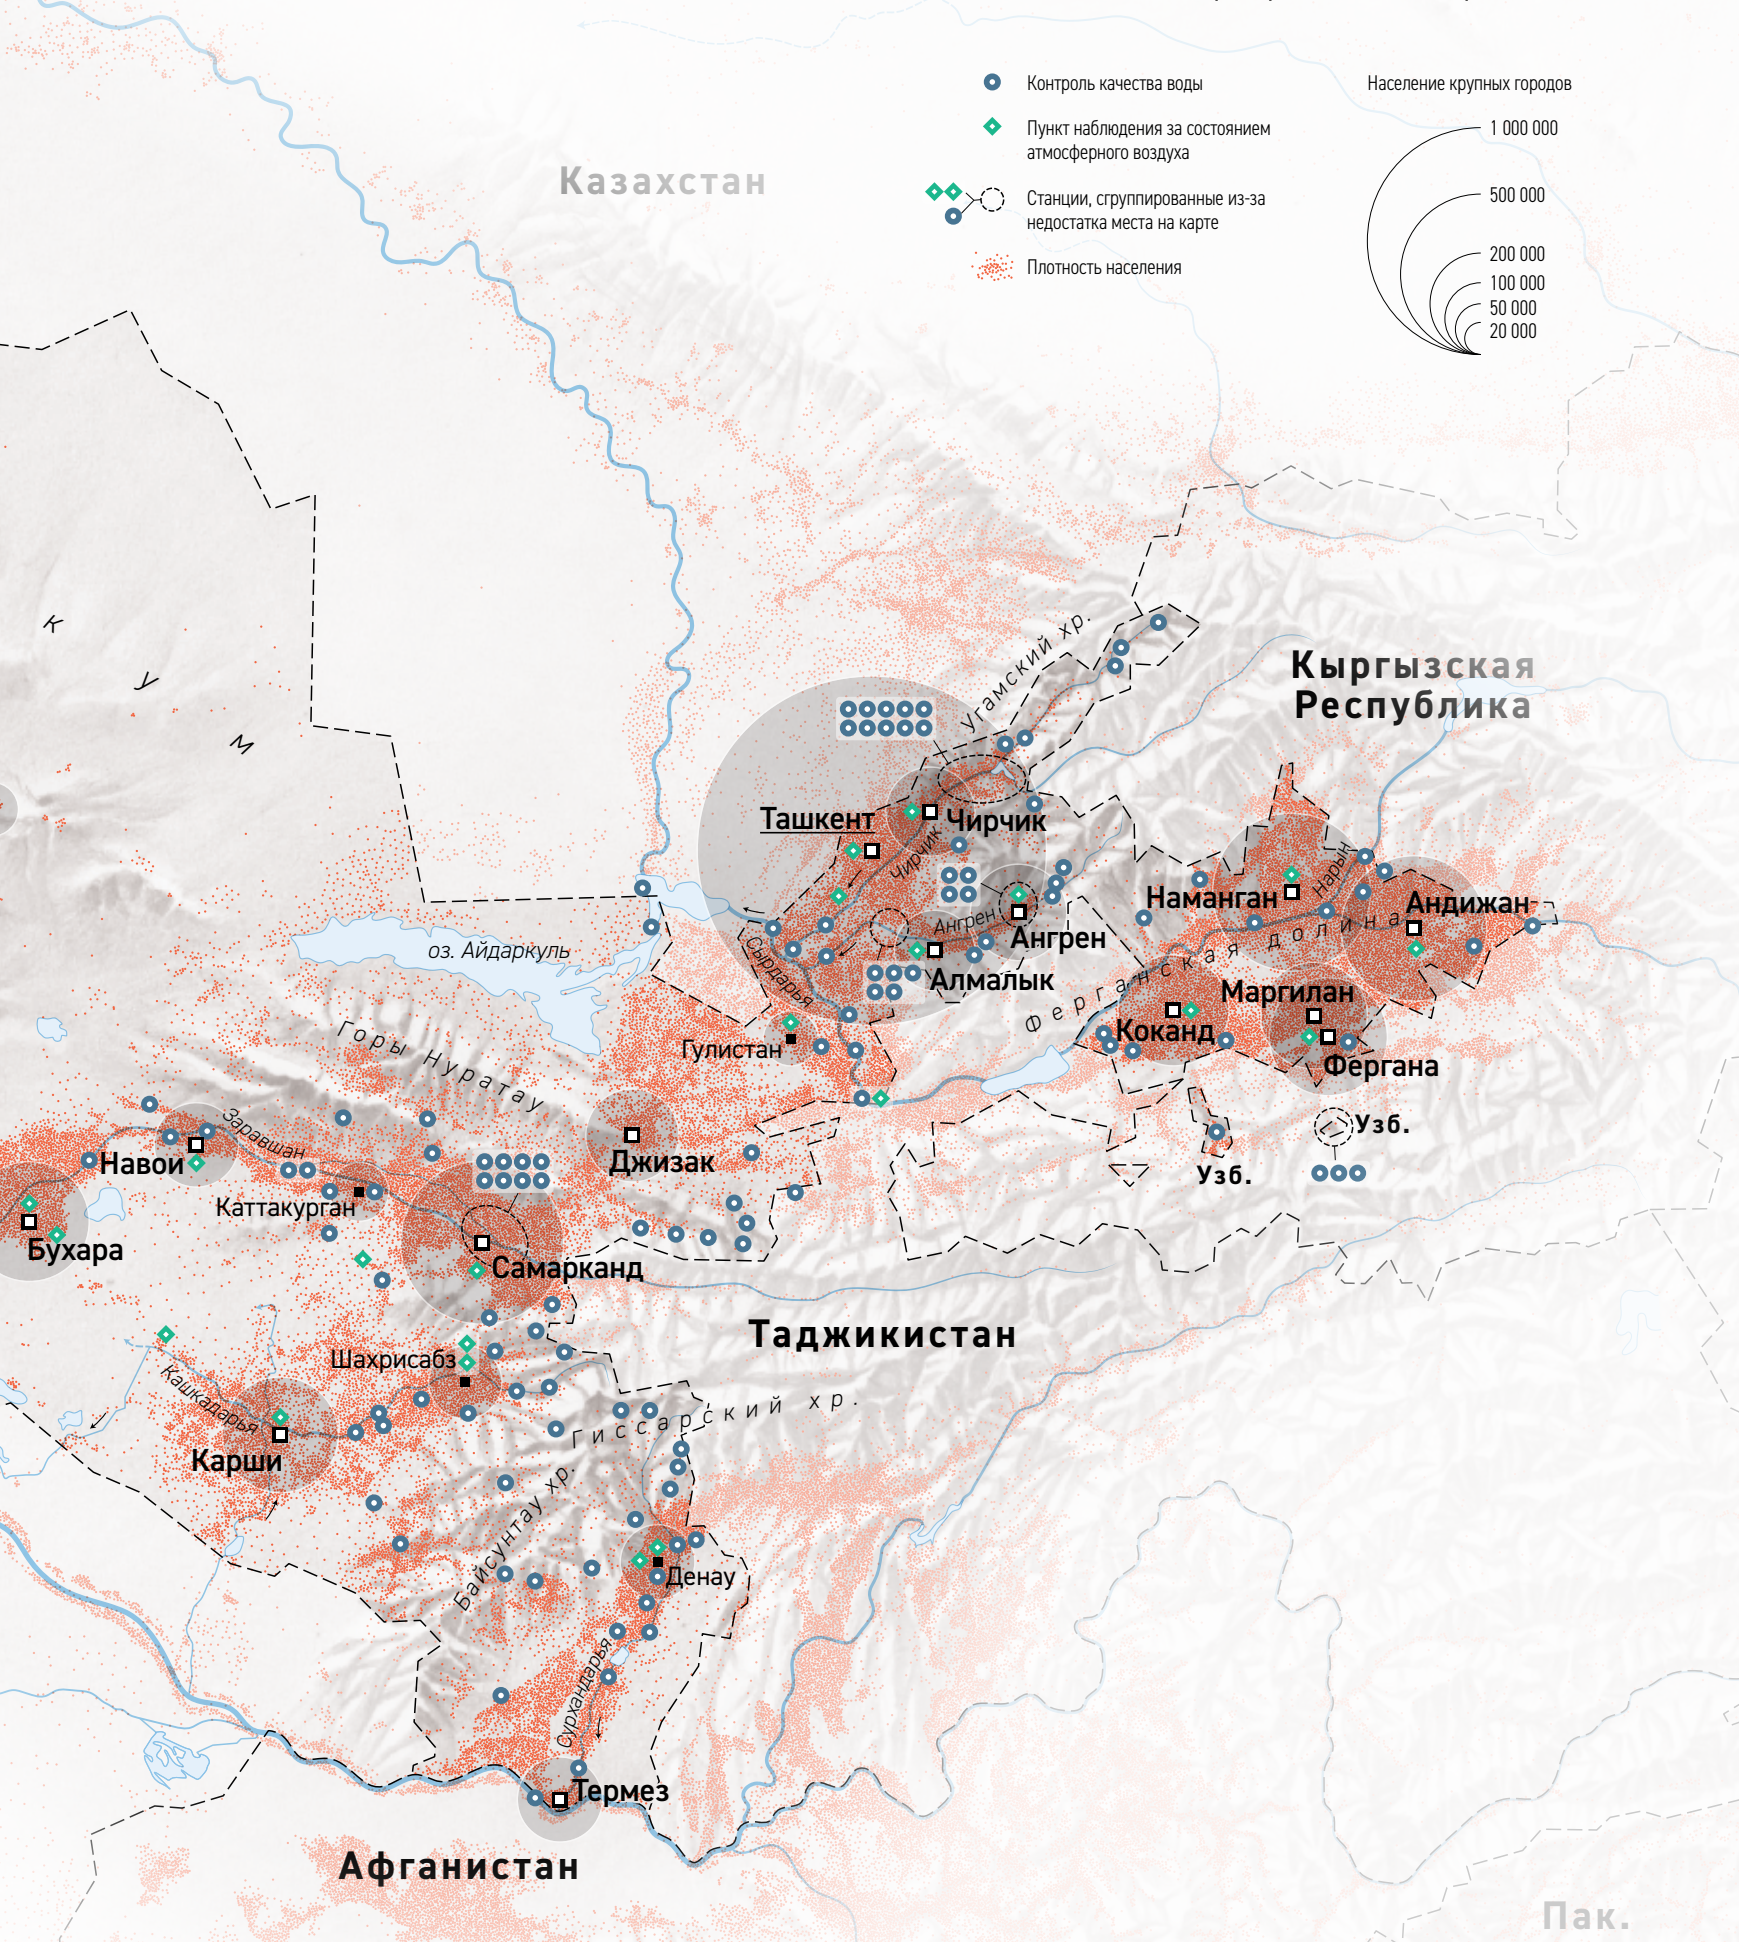 Контроль качества воды
Пункт наблюдения за состоянием
атмосферного воздуха
Станции, сгруппированные из-за
недостатка места на карте
Плотность населения
Население крупных городов
1 000 000
500 000
200 000
100 000
50 000
20 000
Казахстан
К
У
М
Угамский хр.
Кыргызская
Республика
Ташкент
Чирчик
Чирчик
Наманган
Нарын
Андижан
Ангрен
Ангрен
Алмалык
Сырдарья
Ферганская долина
Маргилан
Коканд
Фергана
оз. Айдаркуль
Гулистан
Горы Нуратау
Джизак
Заравшан
Навои
Каттакурган
Бухара
Самарканд
Узб.
Узб.
Таджикистан
Шахрисабз
Кашкадарья
Карши
Гиссарский хр.
Байсунтау хр.
Денау
Сурхандарья
Термез
Афганистан
Пак.